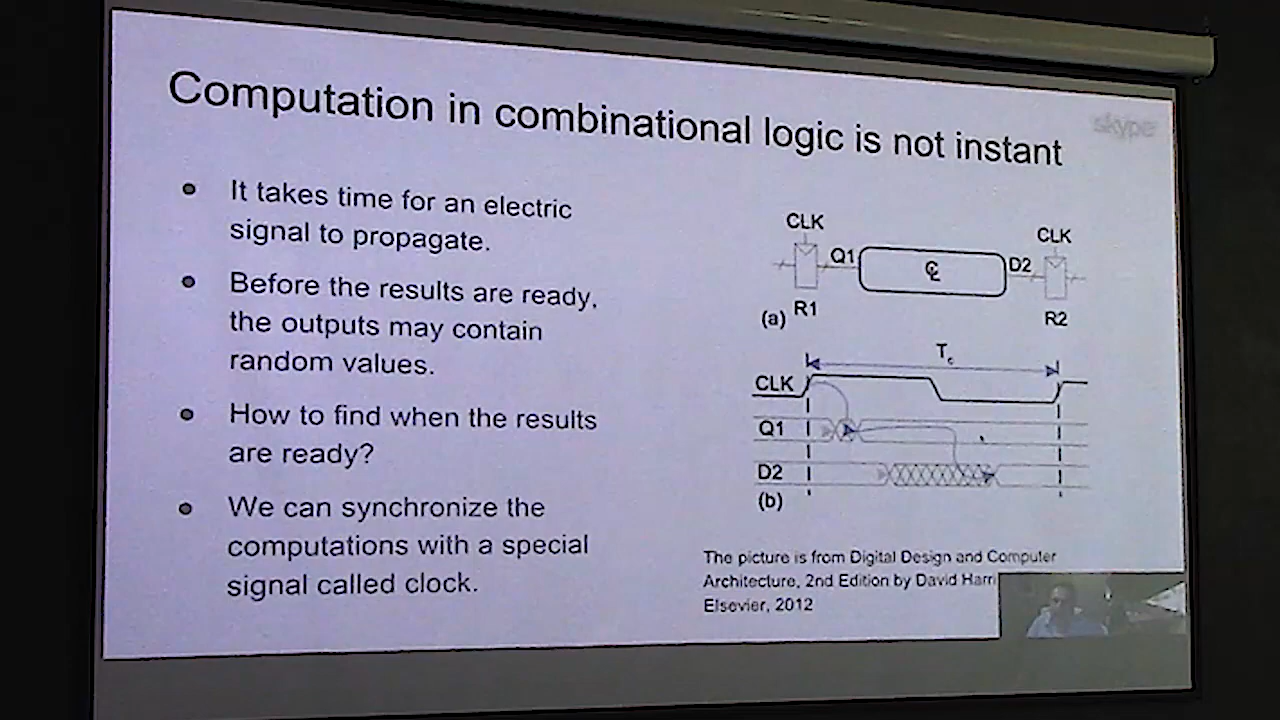 Computation in combinational logic is not instant
skype
It takes time for an electric
signal to propagate.
Before the results are ready,
the outputs may contain
random values.
How to find when the results
are ready?
We can synchronize the
computations with a special
signal called clock.
CLK
CLK
Q1
CL
D2
R1
R2
(a)
Tc
CLK
Q1
D2
(b)
The picture is from Digital Design and Computer
Architecture, 2nd Edition by David Harri
Elsevier, 2012